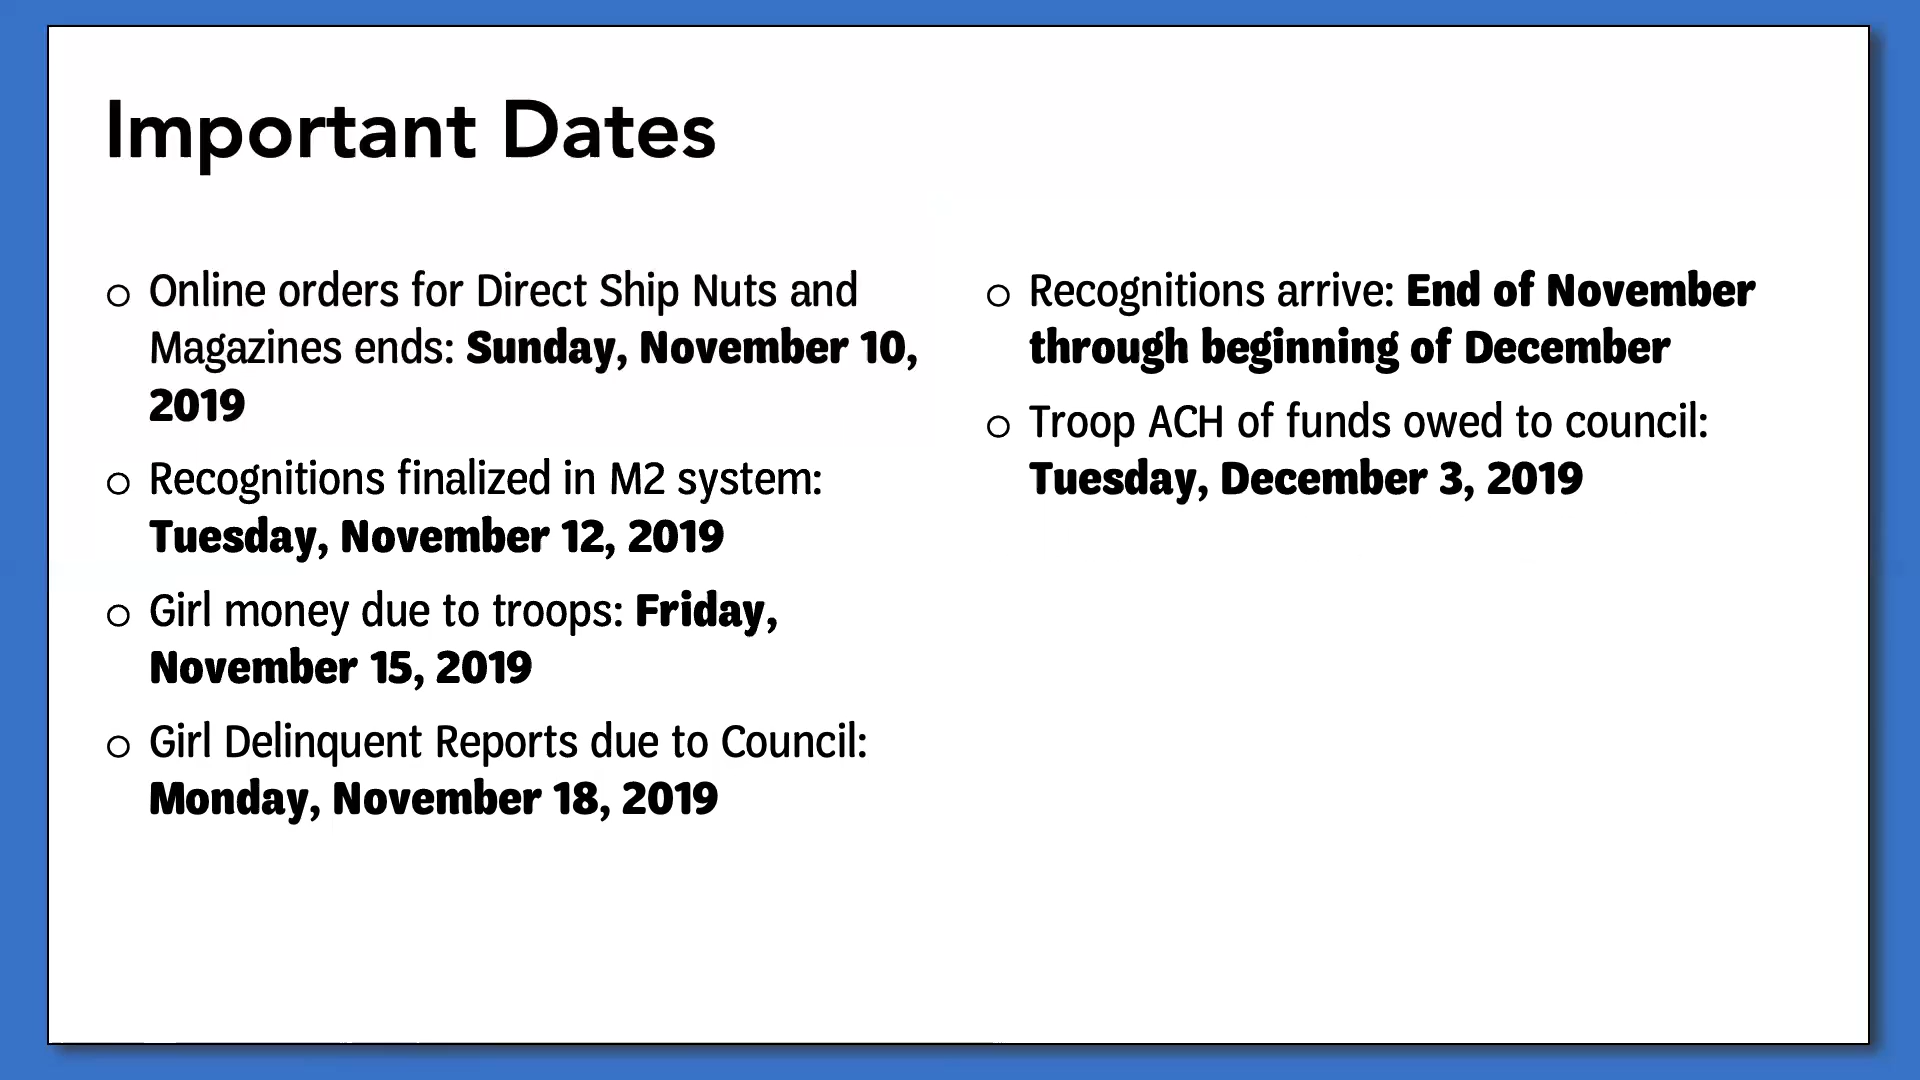 Important Dates
o Online orders for Direct Ship Nuts and
Magazines ends: Sunday, November 10,
2019
o Recognitions finalized in M2 system:
Tuesday, November 12, 2019
o Girl money due to troops: Friday,
November 15, 2019
o Girl Delinquent Reports due to Council:
Monday, November 18, 2019
o Recognitions arrive: End of November
through beginning of December
o Troop ACH of funds owed to council:
Tuesday, December 3, 2019